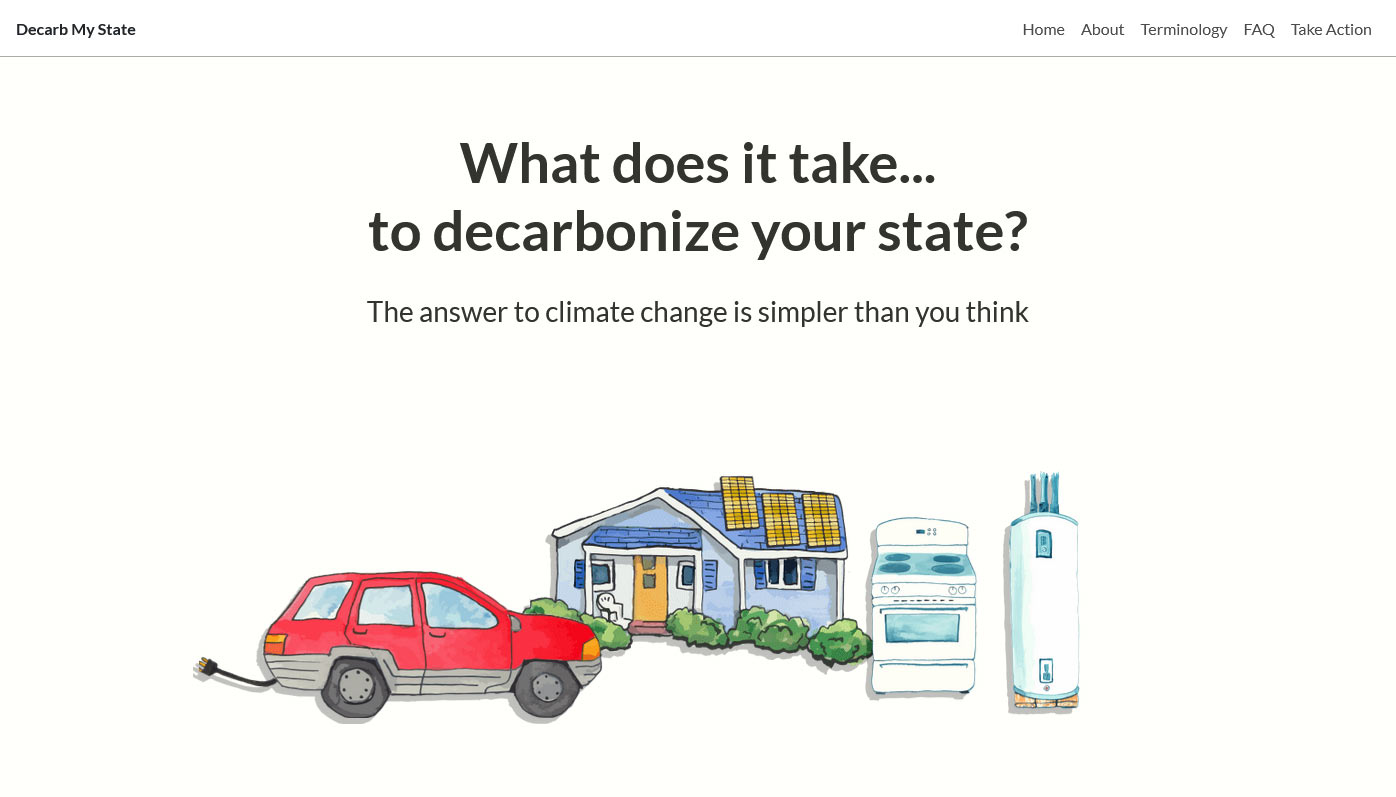 Decarb My State
Home About Terminology FAQ Take Action
What does it take...
to decarbonize your state?
The answer to climate change is simpler than you think